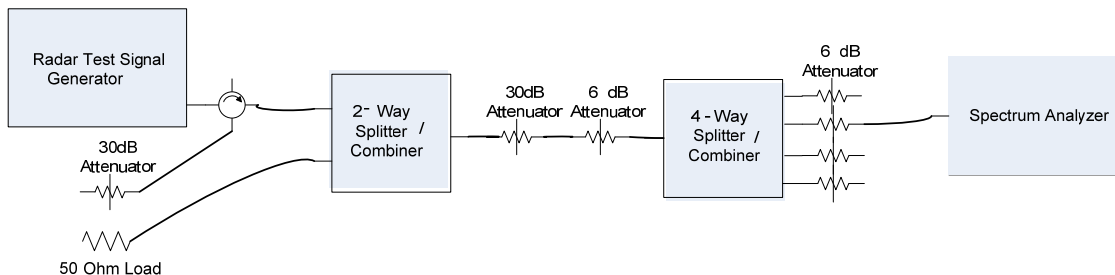 Radar Test Signal
Generator
30dB
Attenuator
50 Ohm Load
2- Way
Splitter /
Combiner
30dB
Attenuator
6 dB
Attenuator
4 - Way
Splitter /
Combiner
6 dB
Attenuator
Spectrum Analyzer